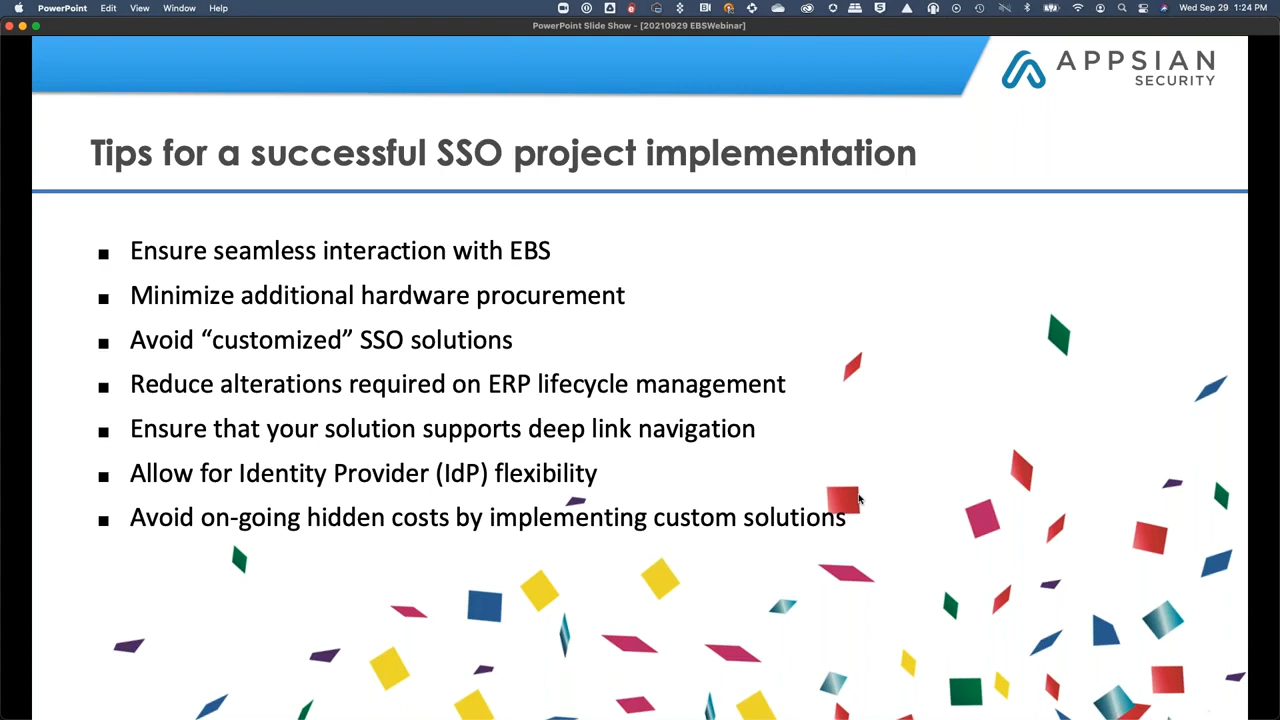 PowerPoint Edit Window Help
Wed Sep 29 1:24 PM
PowerPoint Slide Show - [20210929 EBSWebinar]
APPSIAN
SECURITY
Tips for a successful SSO project implementation
▪ Ensure seamless interaction with EBS
▪ Minimize additional hardware procurement
▪ Avoid “customized” SSO solutions
▪ Reduce alterations required on ERP lifecycle management
▪ Ensure that your solution supports deep link navigation
▪ Allow for Identity Provider (IdP) flexibility
▪ Avoid on-going hidden costs by implementing custom solutions